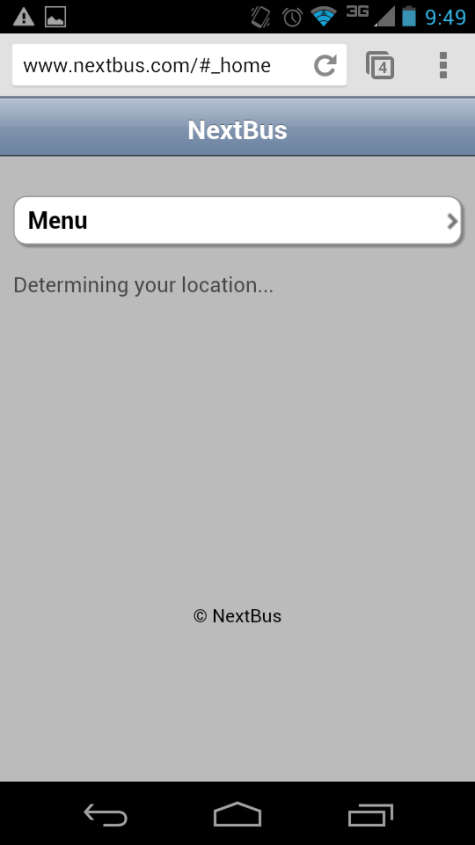 3G 9:49
www.nextbus.com/#_home 4
NextBus
Menu
Determining your location...
© NextBus